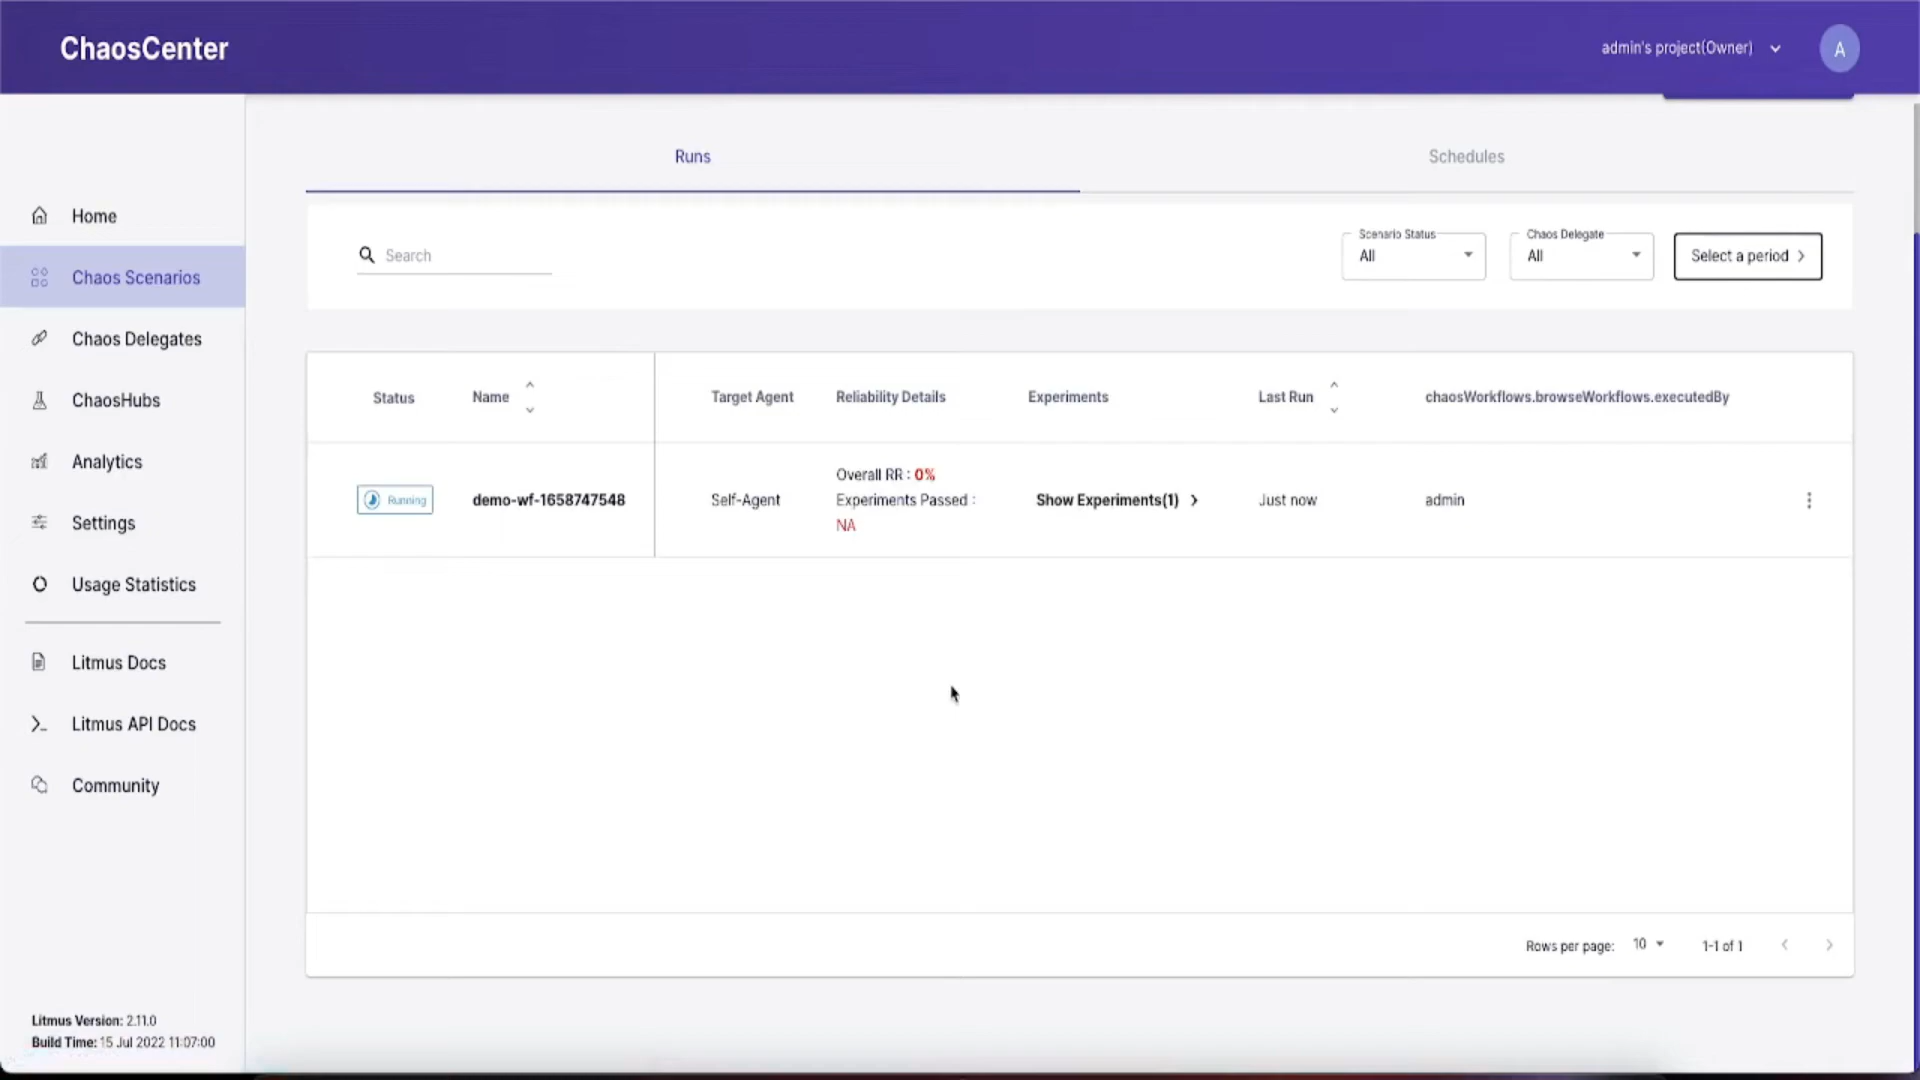 ChaosCenter
admin's project(Owner)
A
Home
Chaos Scenarios
Chaos Delegates
ChaosHubs
Analytics
Settings
Usage Statistics
Litmus Docs
Litmus API Docs
Community
Litmus Version: 2.11.0
Build Time: 15 Jul 2022 11:07:00
Runs
Schedules
Search
Scenario Status
All
Chaos Delegate
All
Select a period
Status
Name
Target Agent
Reliability Details
Experiments
Last Run
chaosWorkflows.browseWorkflows.executedBy
Running
demo-wf-1658747548
Self-Agent
Overall RR : 0%
Experiments Passed :
NA
Show Experiments(1)
Just now
admin
Rows per page: 10
1-1 of 1